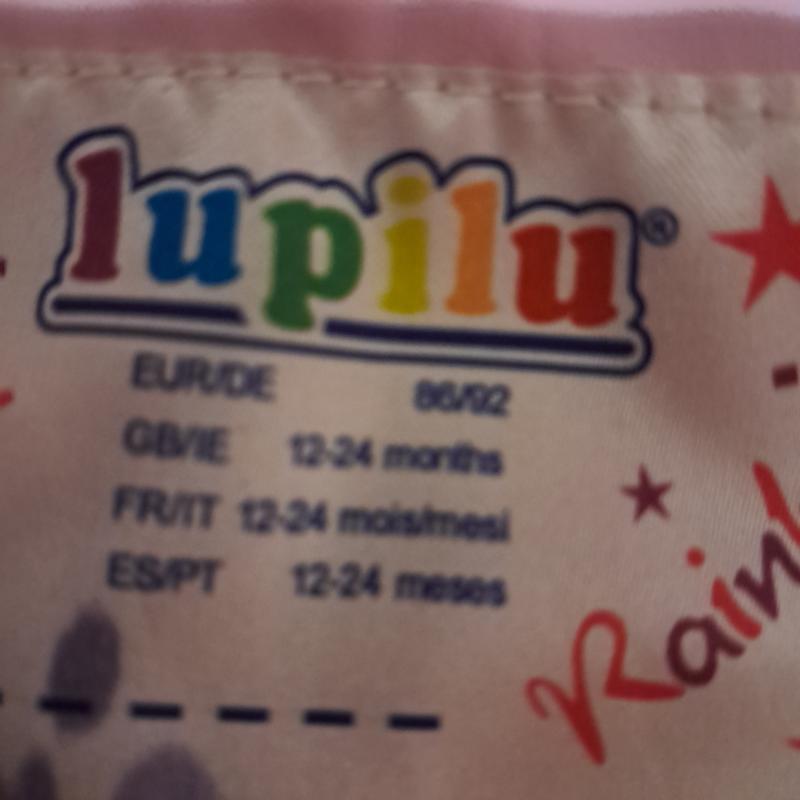 lupilu®
EUR/DE 86/92
GB/IE 12-24 months
FR/IT 12-24 mois/mesi
ES/PT 12-24 meses
Rain